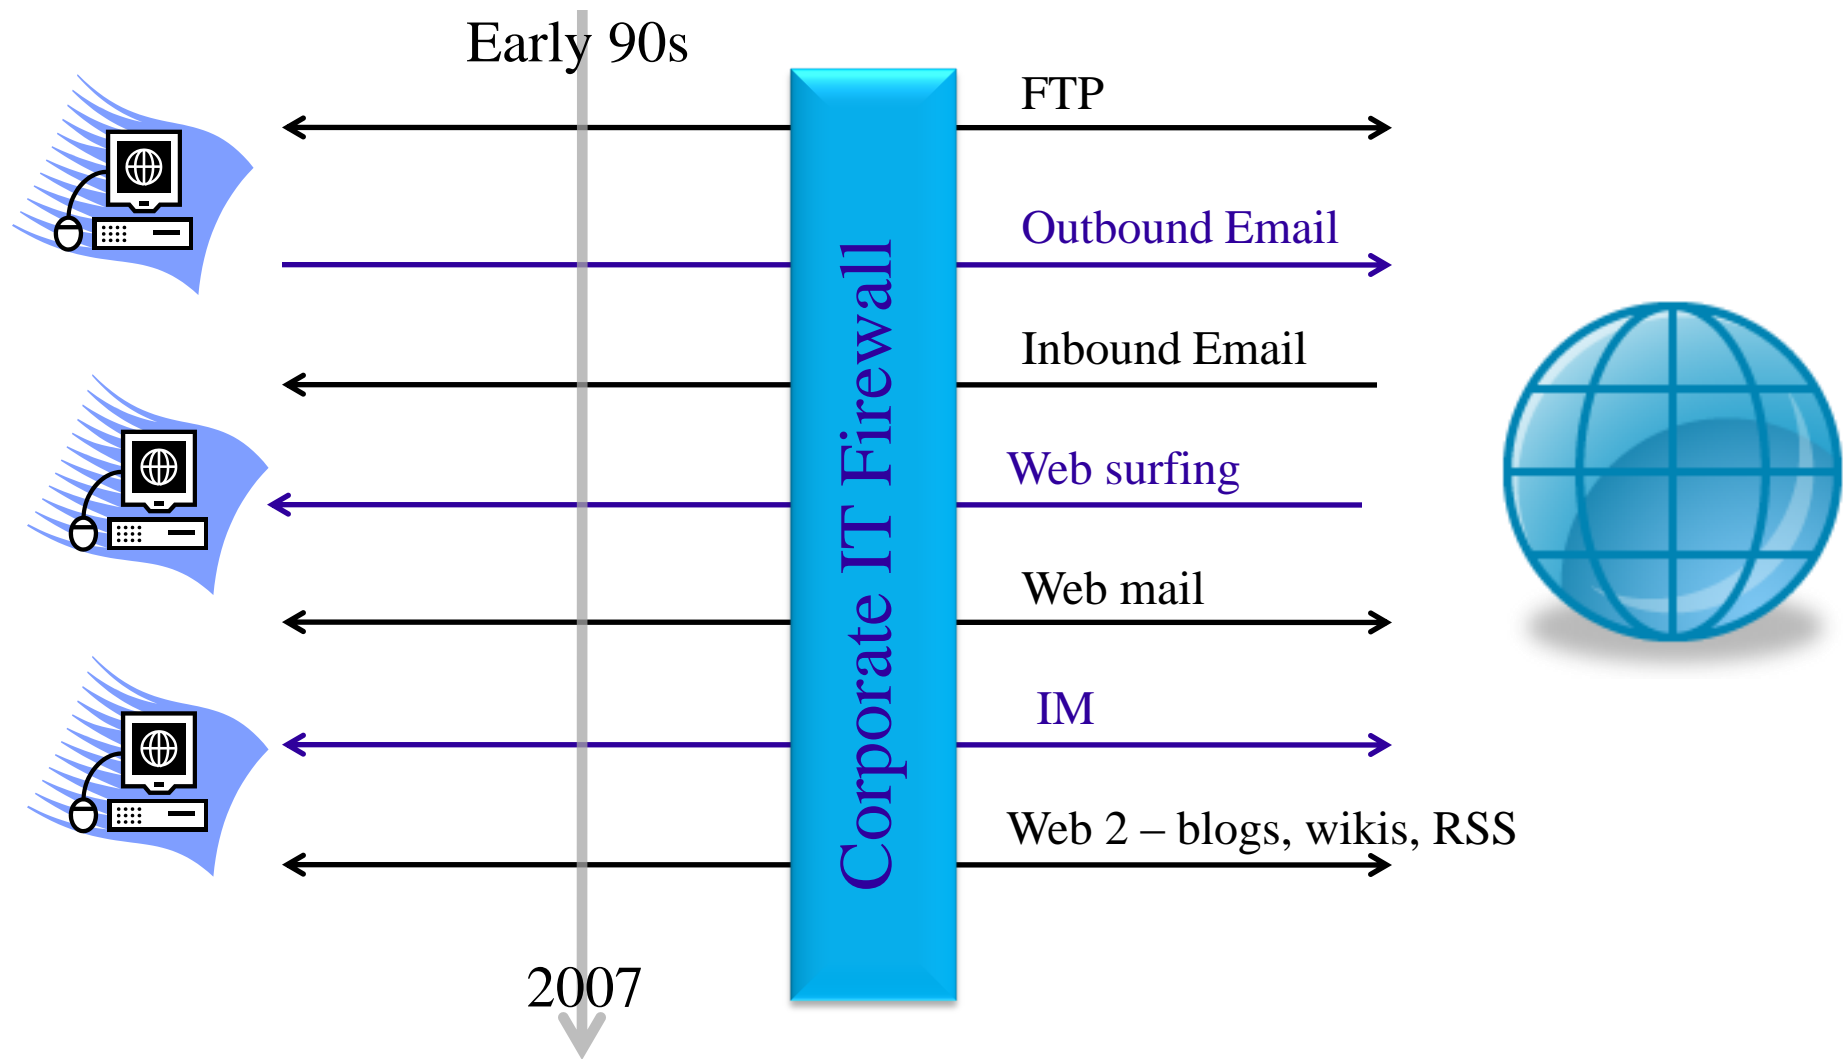 Early 90s
FTP
Outbound Email
Inbound Email
Web surfing
Web mail
IM
Web 2 – blogs, wikis, RSS
Corporate IT Firewall
2007